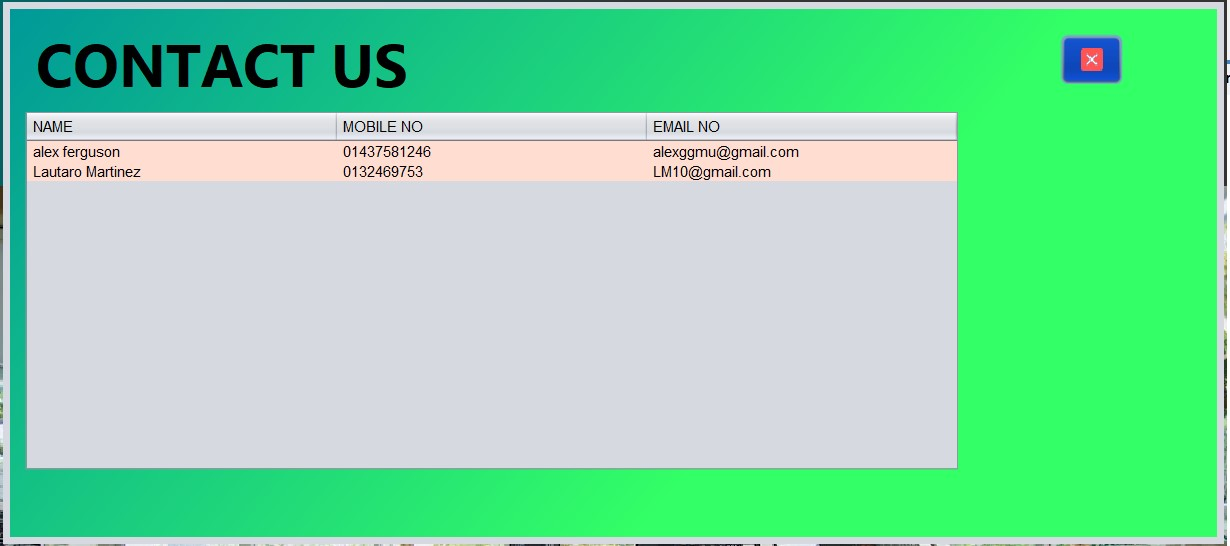 CONTACT US
NAME MOBILE NO EMAIL NO
alex ferguson 01437581246 alexggmu@gmail.com
Lautaro Martinez 0132469753 LM10@gmail.com